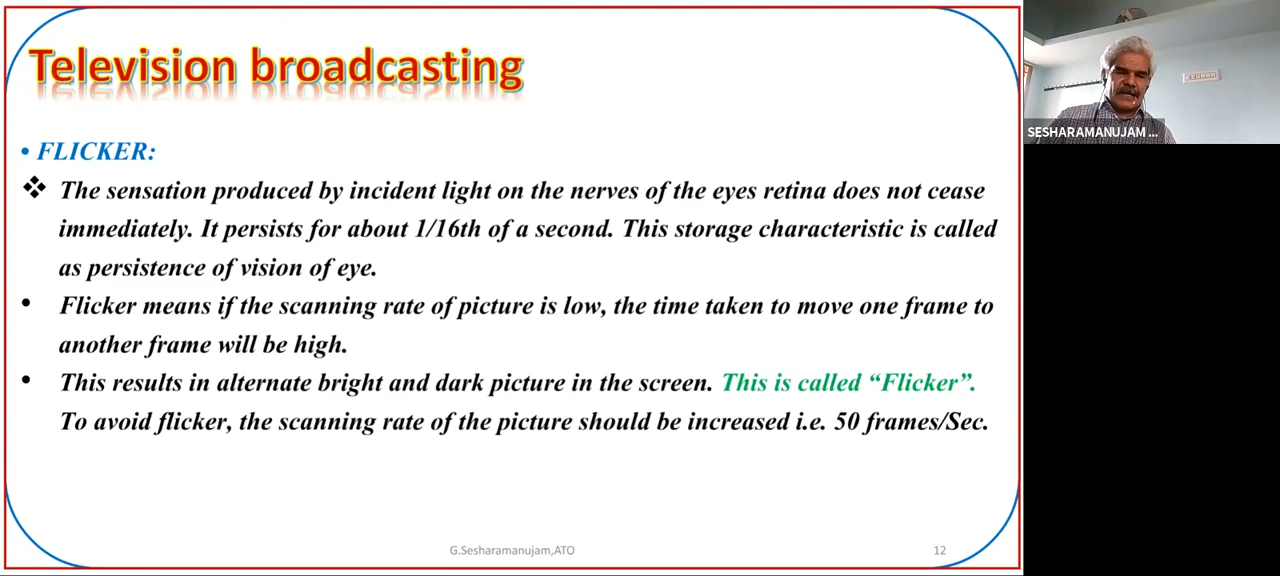 Television broadcasting
• FLICKER:
❖ The sensation produced by incident light on the nerves of the eyes retina does not cease
immediately. It persists for about 1/16th of a second. This storage characteristic is called
as persistence of vision of eye.
• Flicker means if the scanning rate of picture is low, the time taken to move one frame to
another frame will be high.
• This results in alternate bright and dark picture in the screen. This is called “Flicker”.
To avoid flicker, the scanning rate of the picture should be increased i.e. 50 frames/Sec.
G.Sesharamanujam,ATO
12
SESHARAMANUJAM ...